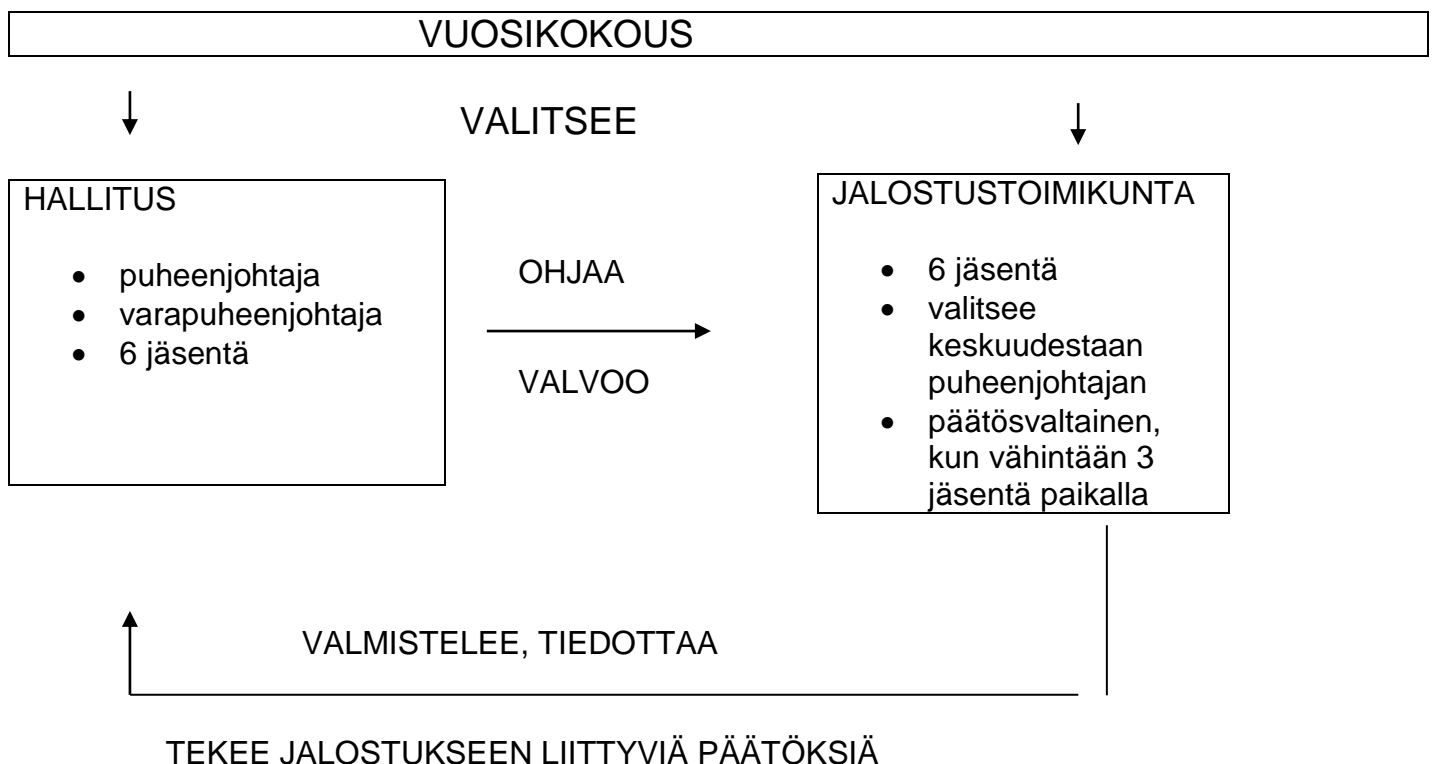 VUOSIKOKOUS
VALITSEE
HALLITUS
• puheenjohtaja
• varapuheenjohtaja
• 6 jäsentä
OHJAA
VALVOO
JALOSTUSTOIMIKUNTA
• 6 jäsentä
• valitsee
keskuudestaan
puheenjohtajan
• päätösvaltainen,
kun vähintään 3
jäsentä paikalla
VALMISTELEE, TIEDOTTAA
TEKEE JALOSTUKSEEN LIITTYVIÄ PÄÄTÖKSIÄ